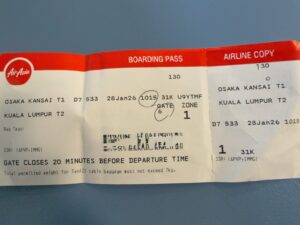 AirAsia
BOARDING PASS
AIRLINE COPY
130
OSAKA KANSAI T1 D7 533 28Jan26 1015 31K U9YTMF
KUALA LUMPUR T2
GATE ZONE
6 1
GATE CLOSES 20 MINUTES BEFORE DEPARTURE TIME
130
OSAKA KANSAI T1
KUALA LUMPUR T2
D7 533 28Jan26 1015
1 31K